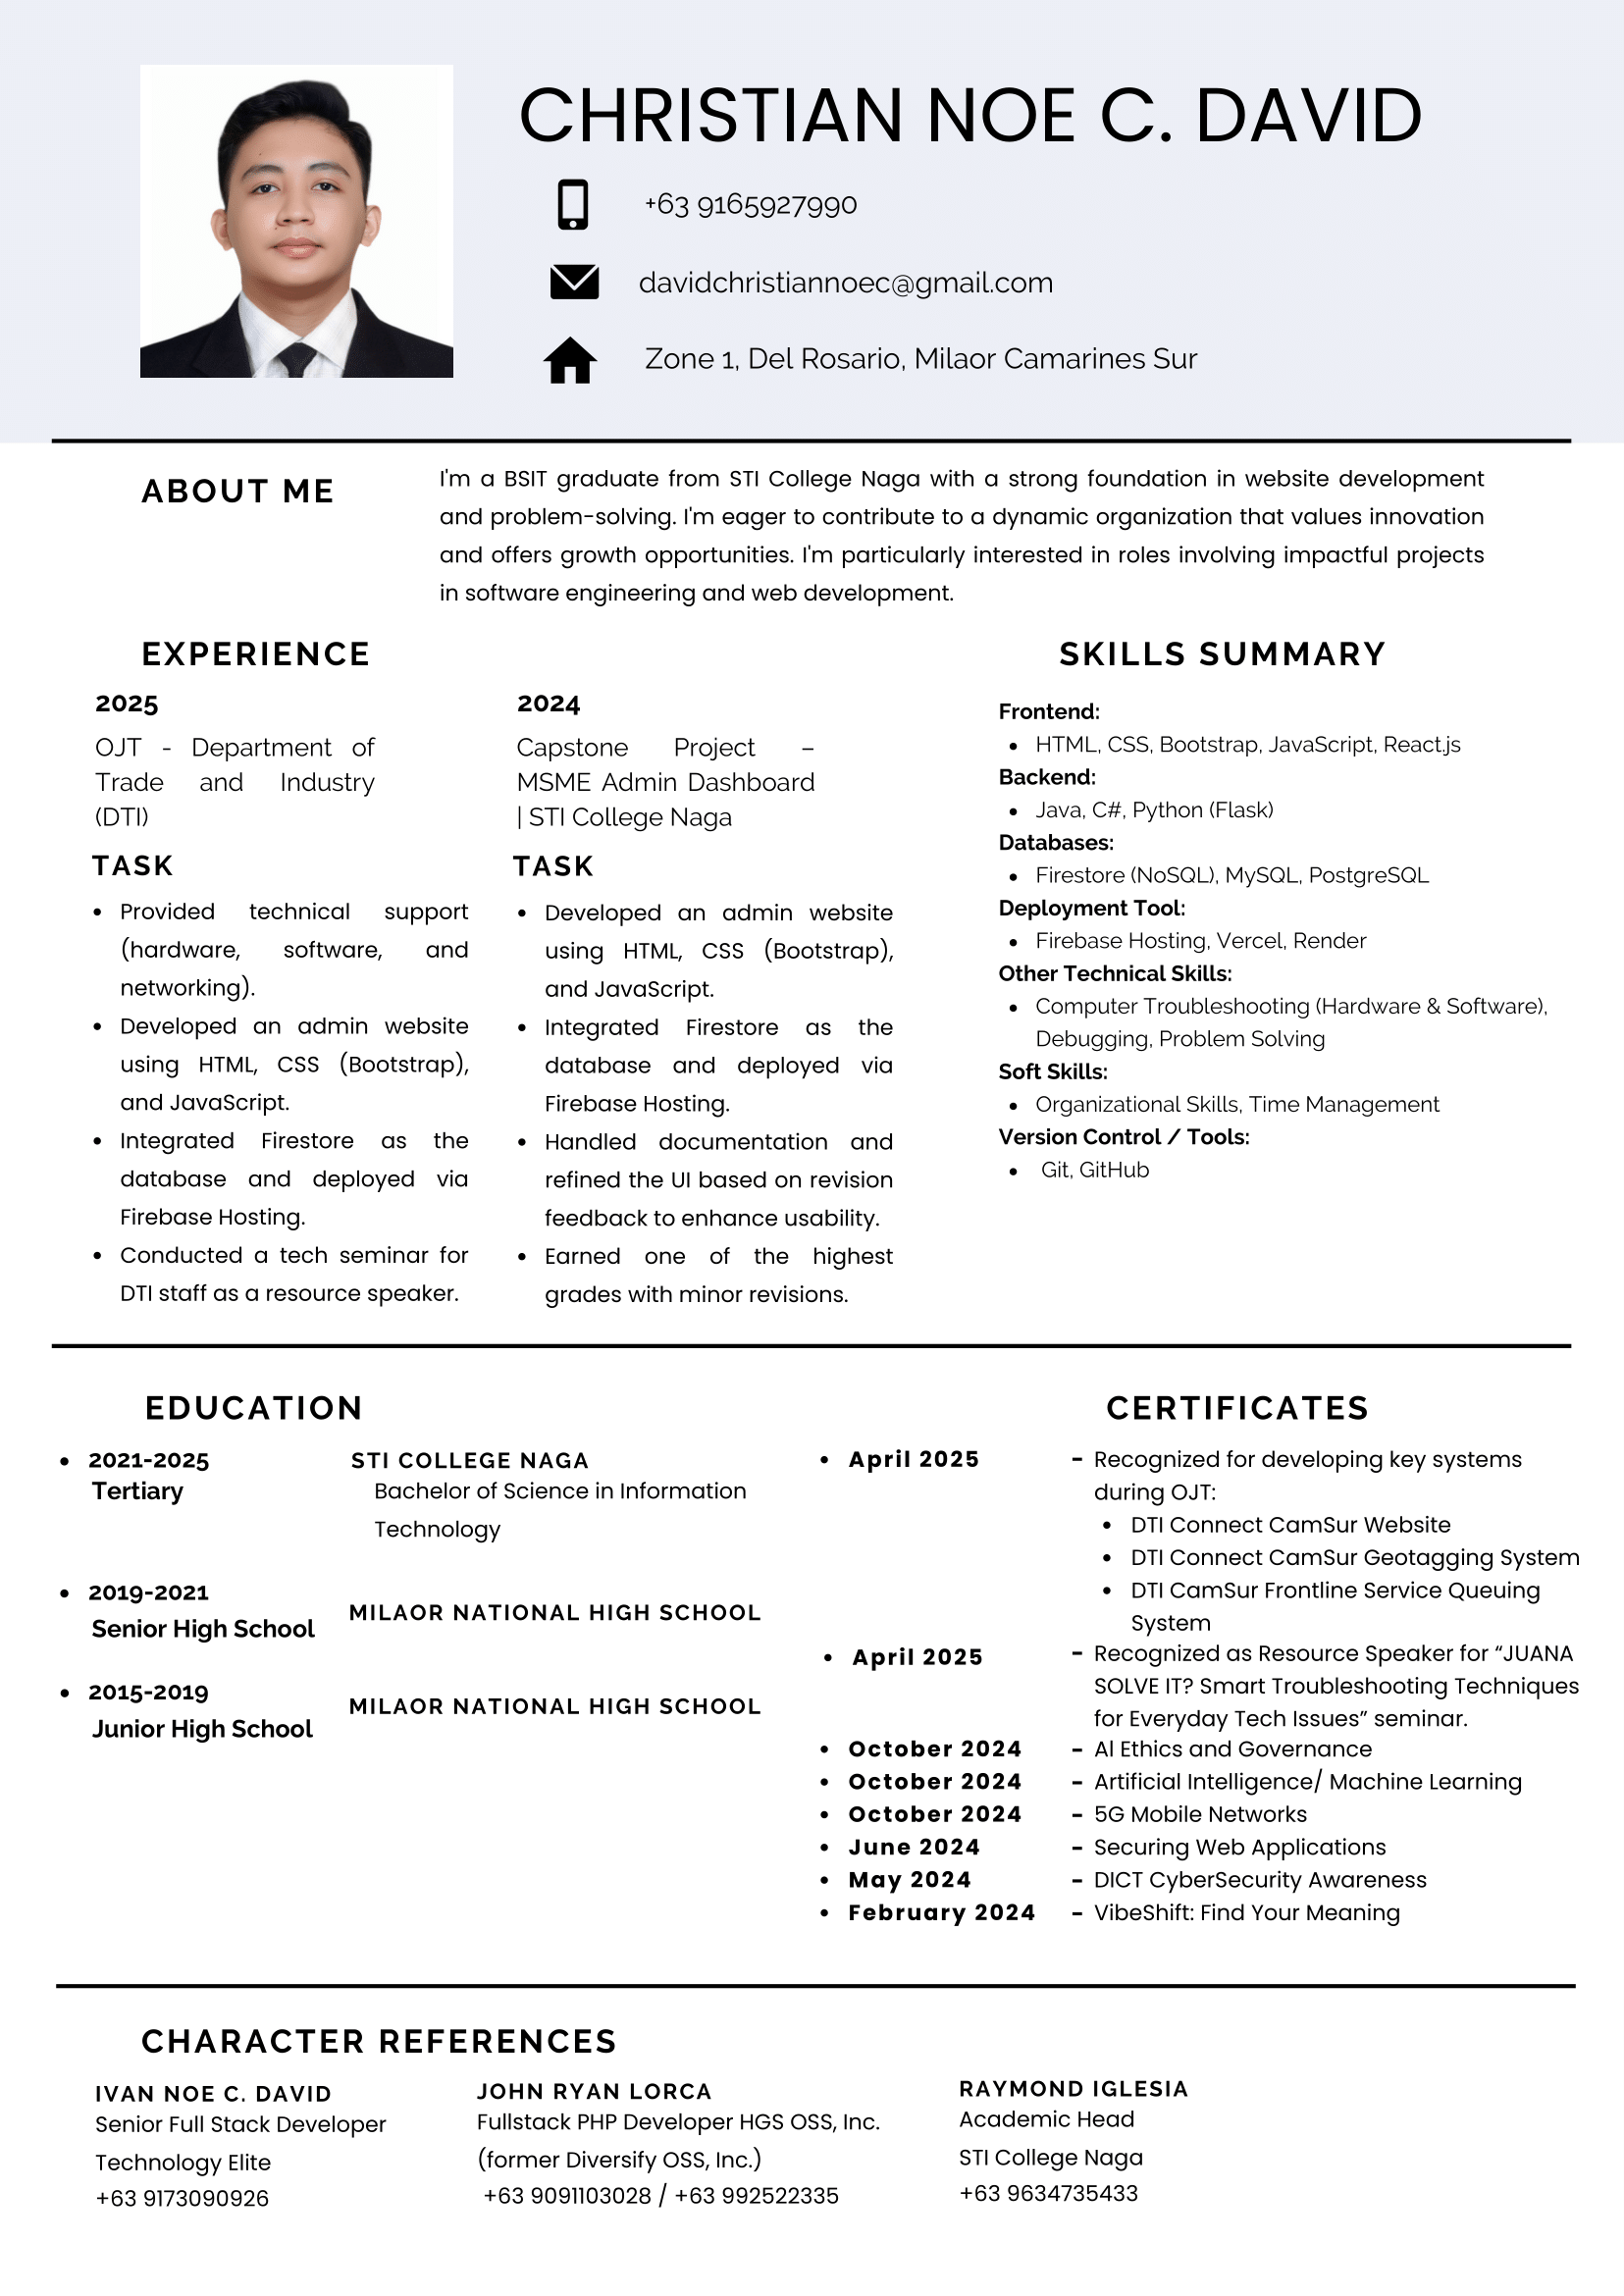 CHRISTIAN NOE C. DAVID
+63 9165927990
davidchristiannoec@gmail.com
Zone 1, Del Rosario, Milaor Camarines Sur
ABOUT ME
I'm a BSIT graduate from STI College Naga with a strong foundation in website development
and problem-solving. I'm eager to contribute to a dynamic organization that values innovation
and offers growth opportunities. I'm particularly interested in roles involving impactful projects
in software engineering and web development.
EXPERIENCE
2025
OJT - Department of
Trade and Industry
(DTI)
TASK
• Provided technical support
(hardware, software, and
networking).
• Developed an admin website
using HTML, CSS (Bootstrap),
and JavaScript.
• Integrated Firestore as the
database and deployed via
Firebase Hosting.
• Conducted a tech seminar for
DTI staff as a resource speaker.
2024
Capstone Project –
MSME Admin Dashboard
| STI College Naga
TASK
• Developed an admin website
using HTML, CSS (Bootstrap),
and JavaScript.
• Integrated Firestore as the
database and deployed via
Firebase Hosting.
• Handled documentation and
refined the UI based on revision
feedback to enhance usability.
• Earned one of the highest
grades with minor revisions.
SKILLS SUMMARY
Frontend:
• HTML, CSS, Bootstrap, JavaScript, React.js
Backend:
• Java, C#, Python (Flask)
Databases:
• Firestore (NoSQL), MySQL, PostgreSQL
Deployment Tool:
• Firebase Hosting, Vercel, Render
Other Technical Skills:
• Computer Troubleshooting (Hardware & Software),
Debugging, Problem Solving
Soft Skills:
• Organizational Skills, Time Management
Version Control / Tools:
• Git, GitHub
EDUCATION
• 2021-2025
Tertiary
STI COLLEGE NAGA
Bachelor of Science in Information
Technology
• 2019-2021
Senior High School
MILAOR NATIONAL HIGH SCHOOL
• 2015-2019
Junior High School
MILAOR NATIONAL HIGH SCHOOL
CERTIFICATES
• April 2025 – Recognized for developing key systems
during OJT:
• DTI Connect CamSur Website
• DTI Connect CamSur Geotagging System
• DTI CamSur Frontline Service Queuing
System
• April 2025 – Recognized as Resource Speaker for “JUANA
SOLVE IT? Smart Troubleshooting Techniques
for Everyday Tech Issues” seminar.
• October 2024 – AI Ethics and Governance
• October 2024 – Artificial Intelligence/ Machine Learning
• October 2024 – 5G Mobile Networks
• June 2024 – Securing Web Applications
• May 2024 – DICT CyberSecurity Awareness
• February 2024 – VibeShift: Find Your Meaning
CHARACTER REFERENCES
IVAN NOE C. DAVID
Senior Full Stack Developer
Technology Elite
+63 9173090926
JOHN RYAN LORCA
Fullstack PHP Developer HGS OSS, Inc.
(former Diversify OSS, Inc.)
+63 9091103028 / +63 992522335
RAYMOND IGLESIA
Academic Head
STI College Naga
+63 9634735433